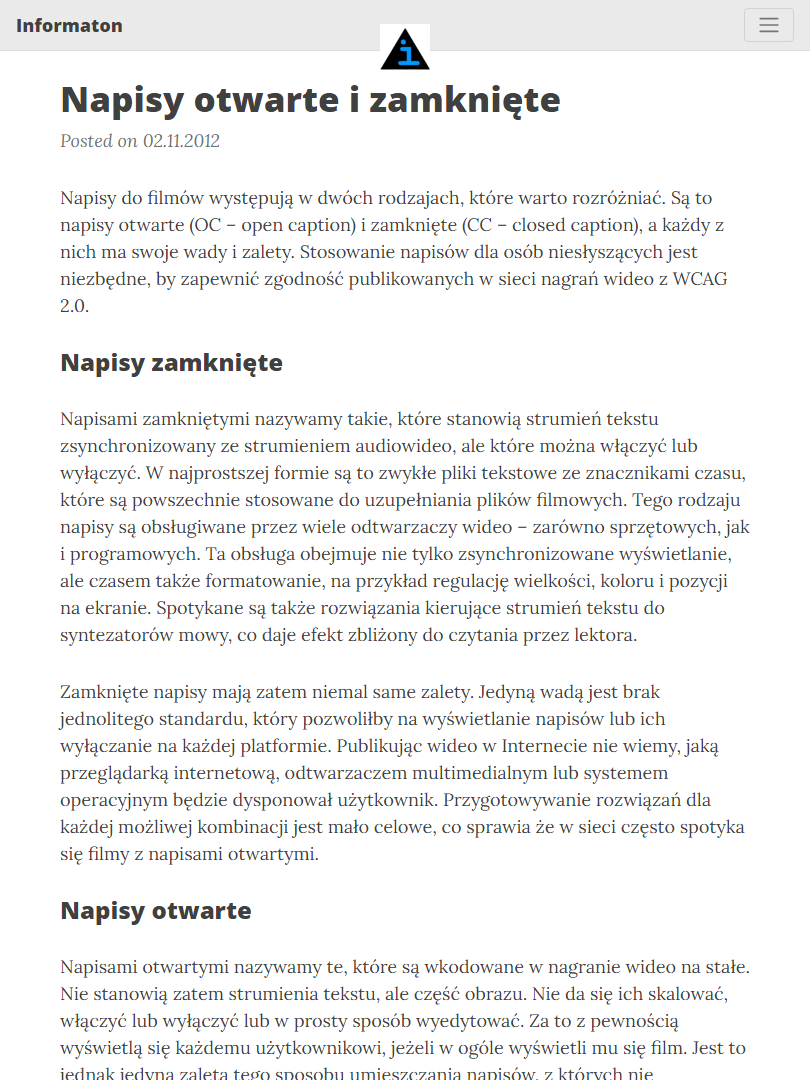 Informaton
i
Napisy otwarte i zamknięte
Posted on 02.11.2012
Napisy do filmów występują w dwóch rodzajach, które warto rozróżniać. Są to
napisy otwarte (OC – open caption) i zamknięte (CC – closed caption), a każdy z
nich ma swoje wady i zalety. Stosowanie napisów dla osób niesłyszących jest
niezbędne, by zapewnić zgodność publikowanych w sieci nagrań wideo z WCAG
2.0.
Napisy zamknięte
Napisami zamkniętymi nazywamy takie, które stanowią strumień tekstu
zsynchronizowany ze strumieniem audiowideo, ale które można włączyć lub
wyłączyć. W najprostszej formie są to zwykłe pliki tekstowe ze znacznikami czasu,
które są powszechnie stosowane do uzupełniania plików filmowych. Tego rodzaju
napisy są obsługiwane przez wiele odtwarzaczy wideo – zarówno sprzętowych, jak
i programowych. Ta obsługa obejmuje nie tylko zsynchronizowane wyświetlanie,
ale czasem także formatowanie, na przykład regulację wielkości, koloru i pozycji
na ekranie. Spotykane są także rozwiązania kierujące strumień tekstu do
syntezatorów mowy, co daje efekt zbliżony do czytania przez lektora.
Zamknięte napisy mają zatem niemal same zalety. Jedyną wadą jest brak
jednolitego standardu, który pozwoliłby na wyświetlanie napisów lub ich
wyłączanie na każdej platformie. Publikując wideo w Internecie nie wiemy, jaką
przeglądarką internetową, odtwarzaczem multimedialnym lub systemem
operacyjnym będzie dysponował użytkownik. Przygotowywanie rozwiązań dla
każdej możliwej kombinacji jest mało celowe, co sprawia że w sieci często spotyka
się filmy z napisami otwartymi.
Napisy otwarte
Napisami otwartymi nazywamy te, które są wkodowane w nagranie wideo na stałe.
Nie stanowią zatem strumienia tekstu, ale część obrazu. Nie da się ich skalować,
włączyć lub wyłączyć lub w prosty sposób wyedytować. Za to z pewnością
wyświetlą się każdemu użytkownikowi, jeżeli w ogóle wyświetli mu się film. Jest to
jednak jedyną zaletą tego sposobu umieszczania napisów, z których nie